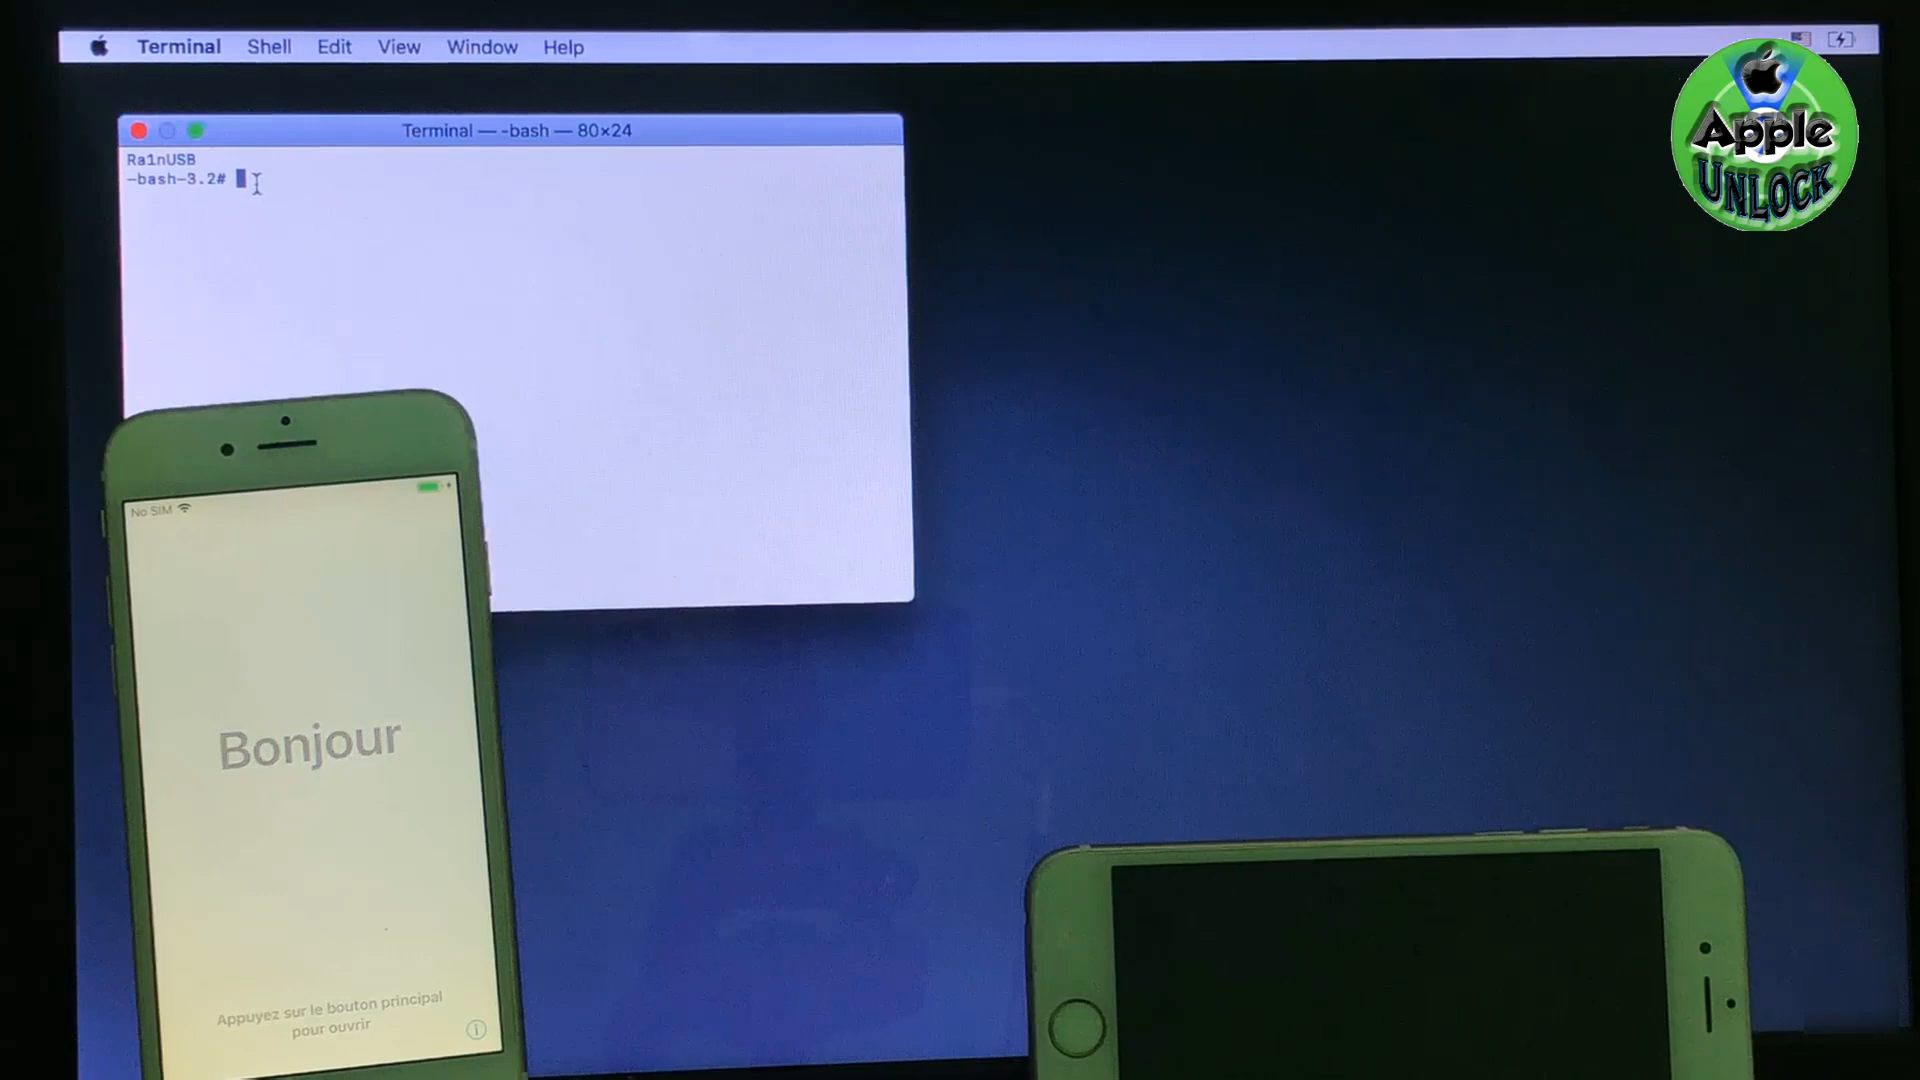 Terminal Shell Edit View Window Help
Terminal — -bash — 80×24
Ra1nUSB
-bash-3.2#
Apple
UNLOCK
No SIM
Bonjour
Appuyez sur le bouton principal
pour ouvrir